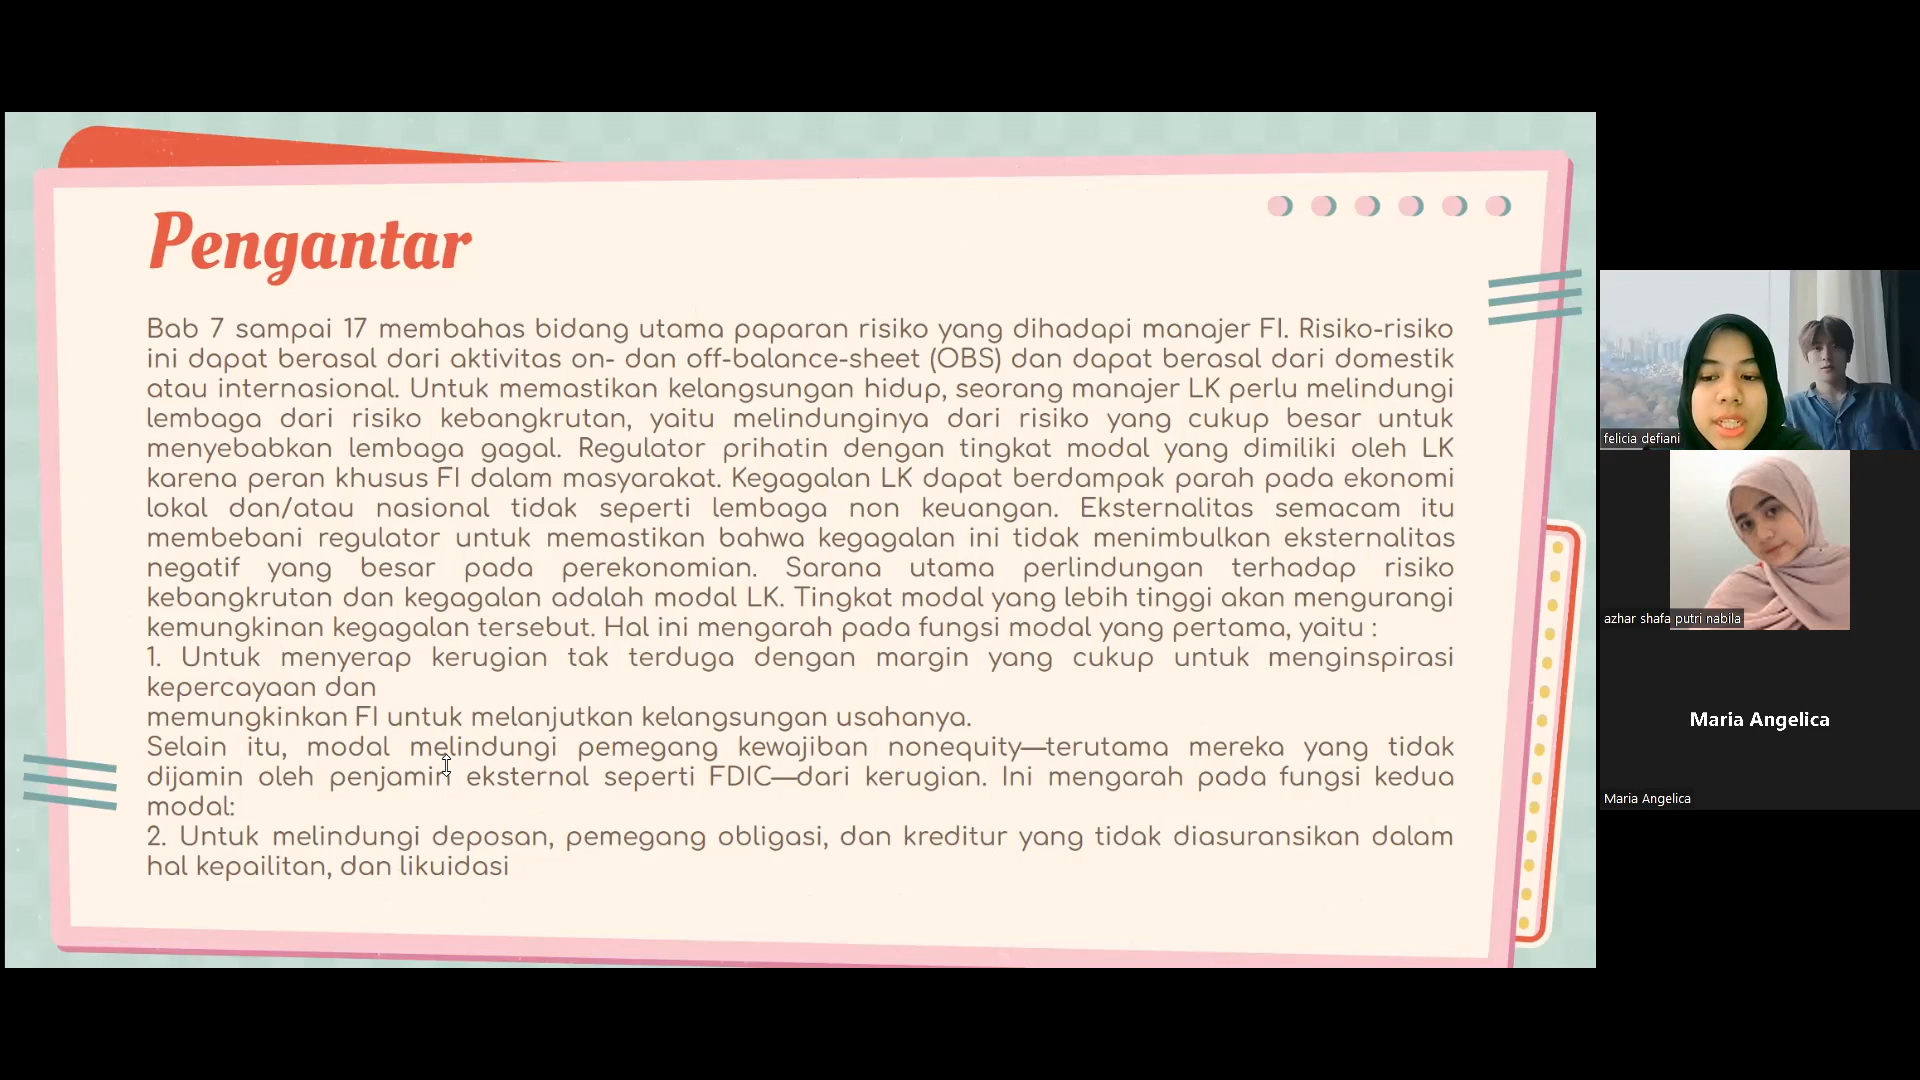 Pengantar
Bab 7 sampai 17 membahas bidang utama paparan risiko yang dihadapi manajer FI. Risiko-risiko
ini dapat berasal dari aktivitas on- dan off-balance-sheet (OBS) dan dapat berasal dari domestik
atau internasional. Untuk memastikan kelangsungan hidup, seorang manajer LK perlu melindungi
lembaga dari risiko kebangkrutan, yaitu melindunginya dari risiko yang cukup besar untuk
menyebabkan lembaga gagal. Regulator prihatin dengan tingkat modal yang dimiliki oleh LK
karena peran khusus FI dalam masyarakat. Kegagalan LK dapat berdampak parah pada ekonomi
lokal dan/atau nasional tidak seperti lembaga non keuangan. Eksternalitas semacam itu
membebani regulator untuk memastikan bahwa kegagalan ini tidak menimbulkan eksternalitas
negatif yang besar pada perekonomian. Sarana utama perlindungan terhadap risiko
kebangkrutan dan kegagalan adalah modal LK. Tingkat modal yang lebih tinggi akan mengurangi
kemungkinan kegagalan tersebut. Hal ini mengarah pada fungsi modal yang pertama, yaitu :
1. Untuk menyerap kerugian tak terduga dengan margin yang cukup untuk menginspirasi
kepercayaan dan
memungkinkan FI untuk melanjutkan kelangsungan usahanya.
Selain itu, modal melindungi pemegang kewajiban nonequity—terutama mereka yang tidak
dijamin oleh penjamin eksternal seperti FDIC—dari kerugian. Ini mengarah pada fungsi kedua
modal:
2. Untuk melindungi deposan, pemegang obligasi, dan kreditur yang tidak diasuransikan dalam
hal kepailitan, dan likuidasi
felicia defiani
azhar shafa putri nabila
Maria Angelica
Maria Angelica